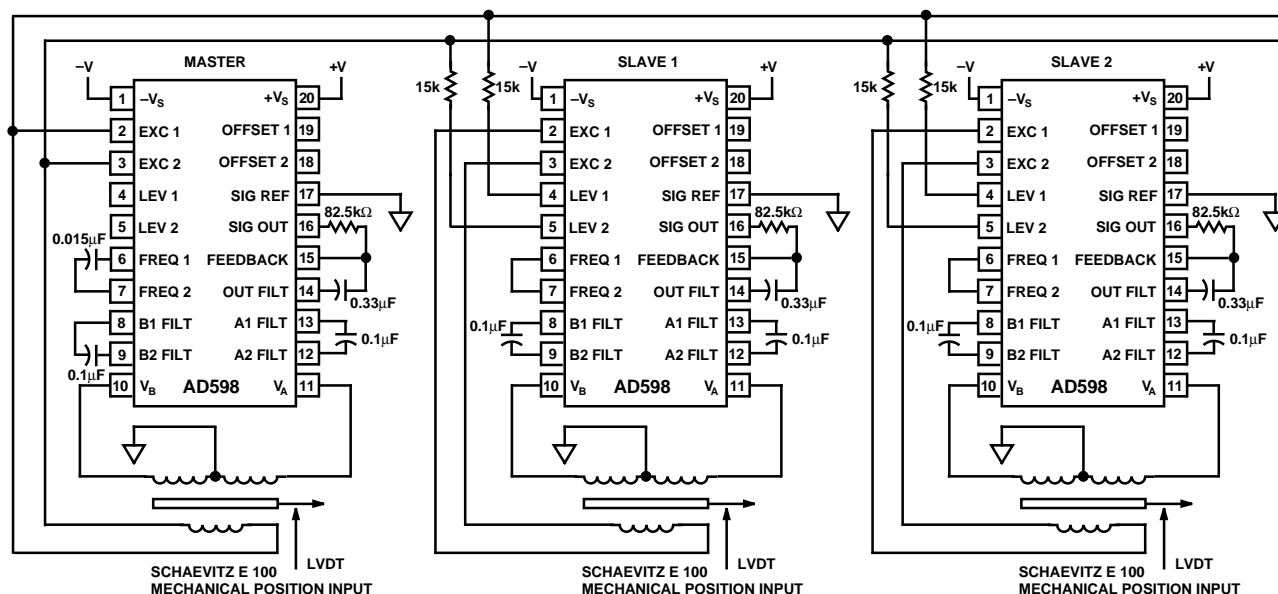 MASTER
–V
+V
1 –VS
+VS 20
2 EXC 1
OFFSET 1 19
3 EXC 2
OFFSET 2 18
4 LEV 1
SIG REF 17
5 LEV 2
SIG OUT 16
82.5kΩ
0.015µF
6 FREQ 1
FEEDBACK 15
7 FREQ 2
OUT FILT 14
0.33µF
8 B1 FILT
A1 FILT 13
9 B2 FILT
A2 FILT 12
0.1µF
0.1µF
10 VB
AD598
VA 11
LVDT
SCHAEVITZ E 100
MECHANICAL POSITION INPUT
15k
15k
SLAVE 1
–V
+V
1 –VS
+VS 20
2 EXC 1
OFFSET 1 19
3 EXC 2
OFFSET 2 18
4 LEV 1
SIG REF 17
5 LEV 2
SIG OUT 16
82.5kΩ
6 FREQ 1
FEEDBACK 15
7 FREQ 2
OUT FILT 14
0.33µF
0.1µF
8 B1 FILT
A1 FILT 13
9 B2 FILT
A2 FILT 12
0.1µF
10 VB
AD598
VA 11
LVDT
SCHAEVITZ E 100
MECHANICAL POSITION INPUT
15k
15k
SLAVE 2
–V
+V
1 –VS
+VS 20
2 EXC 1
OFFSET 1 19
3 EXC 2
OFFSET 2 18
4 LEV 1
SIG REF 17
5 LEV 2
SIG OUT 16
82.5kΩ
6 FREQ 1
FEEDBACK 15
7 FREQ 2
OUT FILT 14
0.33µF
0.1µF
8 B1 FILT
A1 FILT 13
9 B2 FILT
A2 FILT 12
0.1µF
10 VB
AD598
VA 11
LVDT
SCHAEVITZ E 100
MECHANICAL POSITION INPUT